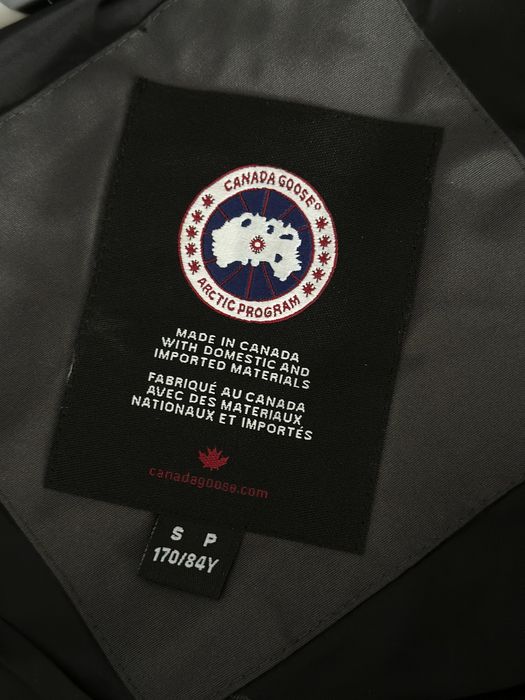 CANADA GOOSE®
ARCTIC PROGRAM
MADE IN CANADA
WITH DOMESTIC AND
IMPORTED MATERIALS
FABRIQUÉ AU CANADA
AVEC DES MATERIAUX
NATIONAUX ET IMPORTÉS
canadagoose.com
S P
170/84Y